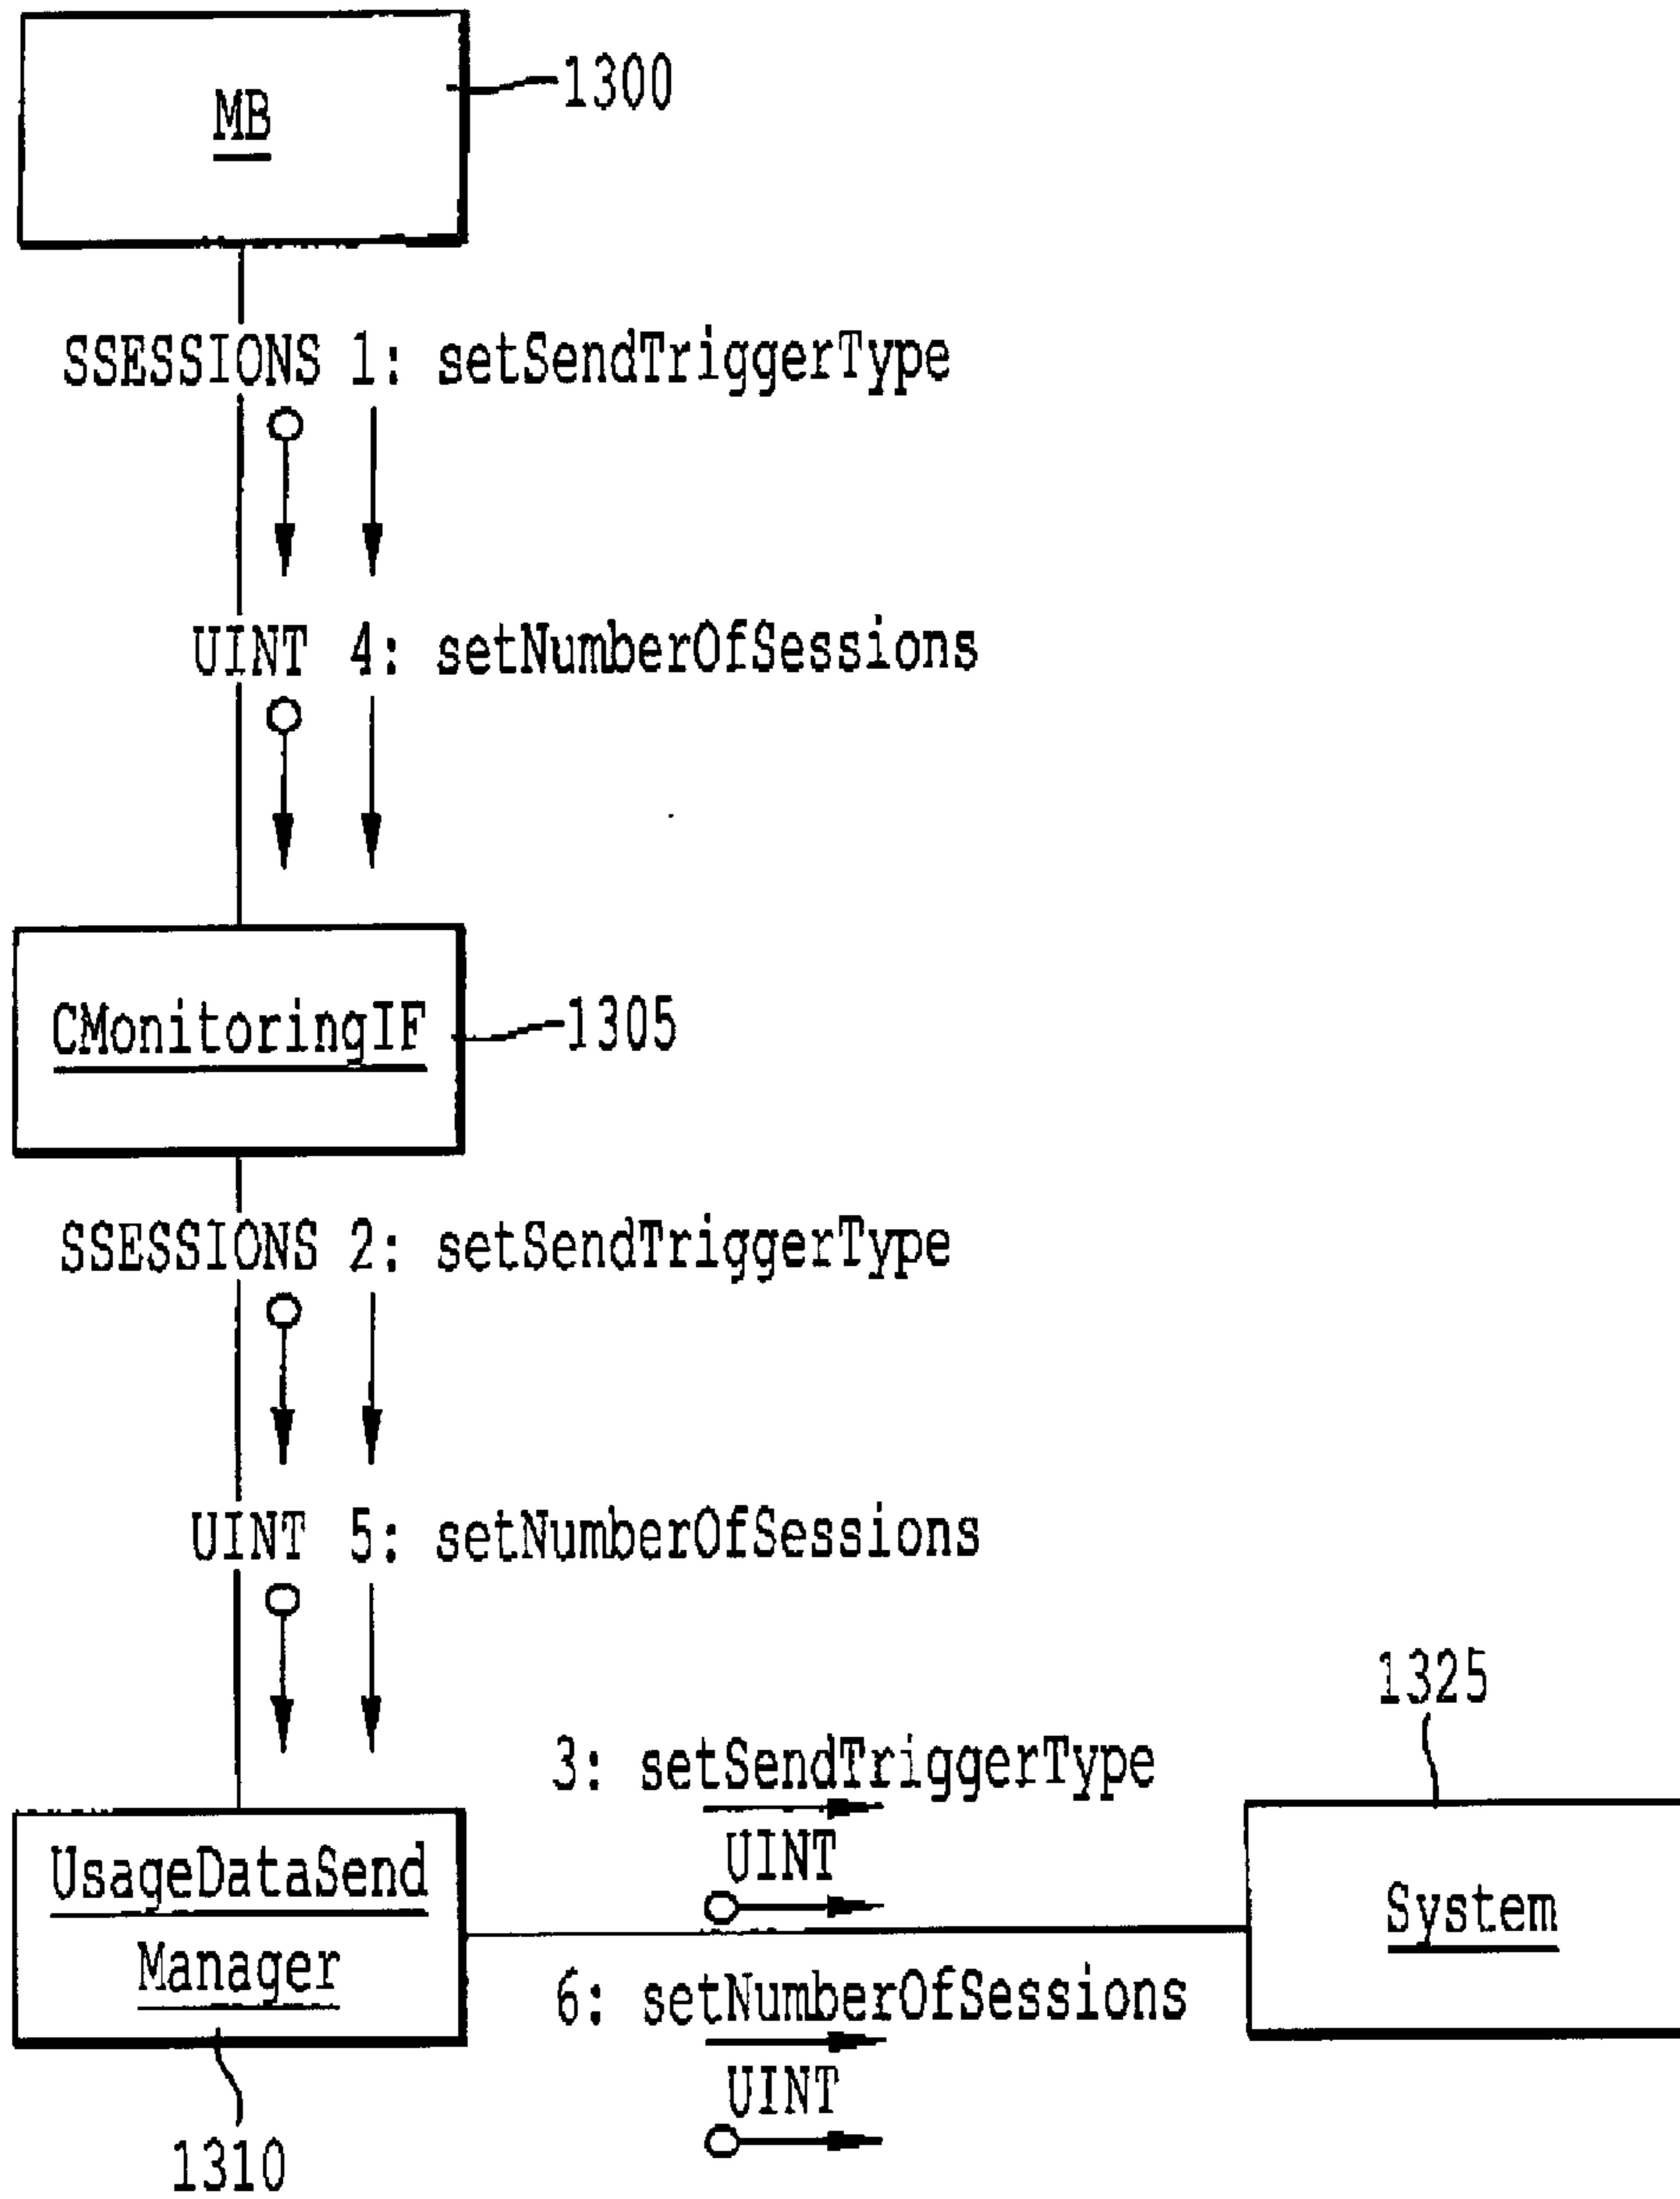 MB
1300
SSESSIONS 1: setSendTriggerType
UINT 4: setNumberOfSessions
CMonitoringIF
1305
SSESSIONS 2: setSendTriggerType
UINT 5: setNumberOfSessions
1325
3: setSendTriggerType
UINT
UsageDataSend
Manager
System
6: setNumberOfSessions
UINT
1310